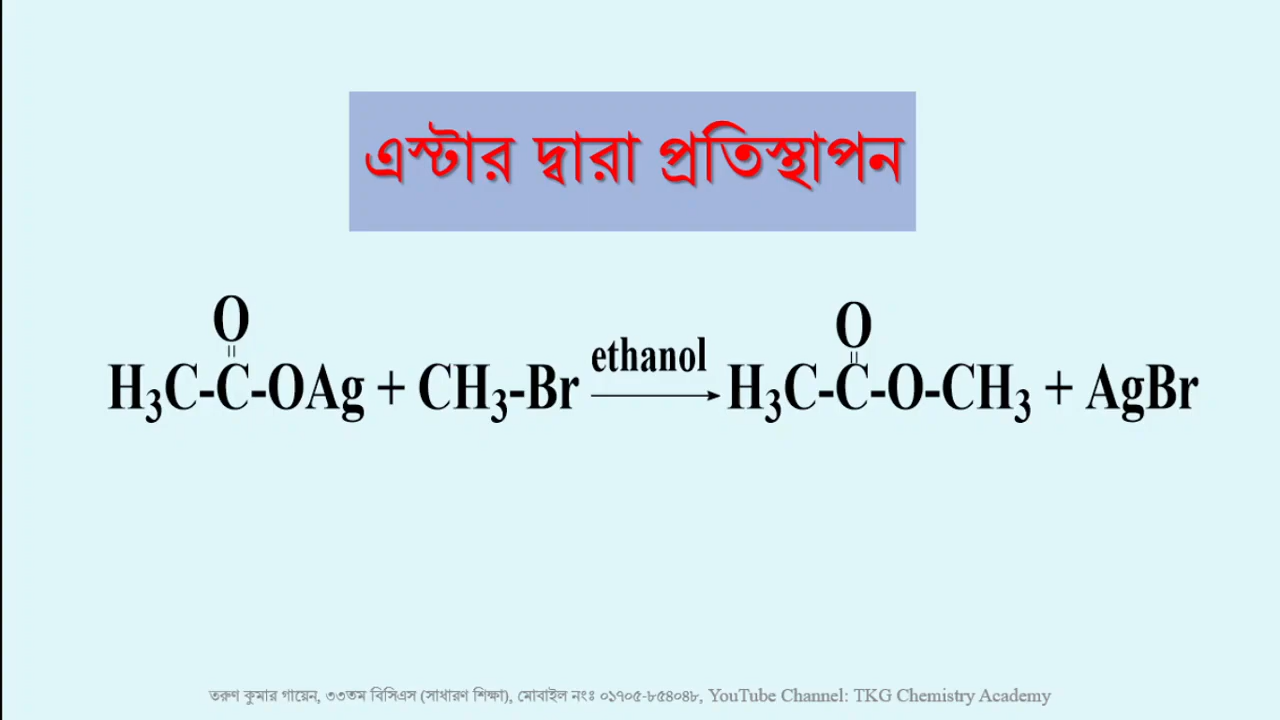 এস্টার দ্বারা প্রতিস্থাপন
O
O
ethanol
H₃C-C-OAg + CH₃-Br ⟶ H₃C-C-O-CH₃ + AgBr
তরুণ কুমার গায়েন, ৩৩তম বিসিএস (সাধারণ শিক্ষা), মোবাইল নংঃ ০১৭০৫-৮৫৪০৪৮, YouTube Channel: TKG Chemistry Academy